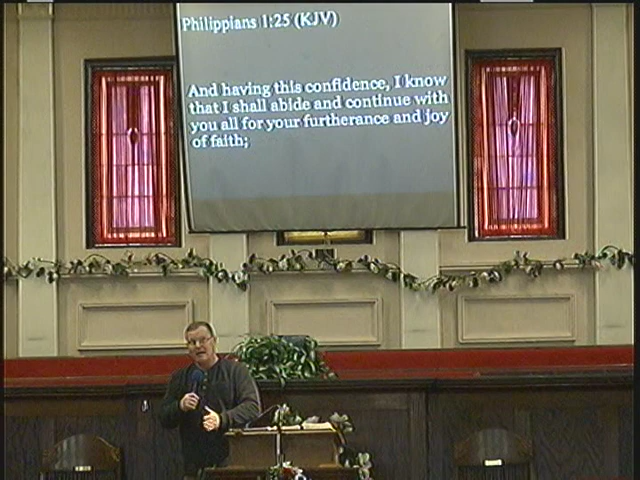 Philippians 1:25 (KJV)
And having this confidence, I know
that I shall abide and continue with
you all for your furtherance and joy
of faith;